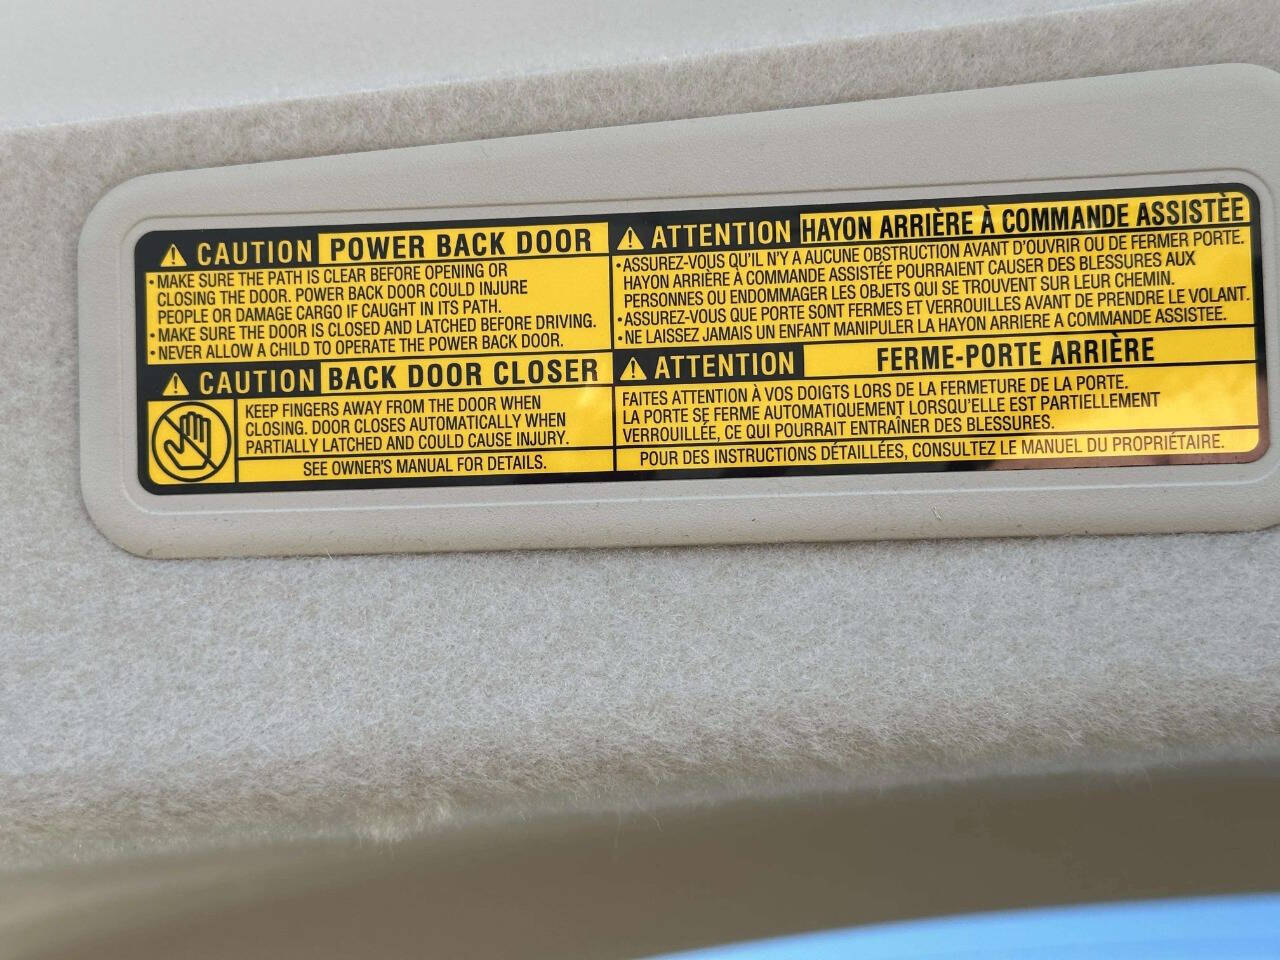 CAUTION POWER BACK DOOR
• MAKE SURE THE PATH IS CLEAR BEFORE OPENING OR
CLOSING THE DOOR. POWER BACK DOOR COULD INJURE
PEOPLE OR DAMAGE CARGO IF CAUGHT IN ITS PATH.
• MAKE SURE THE DOOR IS CLOSED AND LATCHED BEFORE DRIVING.
• NEVER ALLOW A CHILD TO OPERATE THE POWER BACK DOOR.
CAUTION BACK DOOR CLOSER
KEEP FINGERS AWAY FROM THE DOOR WHEN
CLOSING. DOOR CLOSES AUTOMATICALLY WHEN
PARTIALLY LATCHED AND COULD CAUSE INJURY.
SEE OWNER'S MANUAL FOR DETAILS.
ATTENTION HAYON ARRIÈRE À COMMANDE ASSISTÉE
• ASSUREZ-VOUS QU'IL N'Y A AUCUNE OBSTRUCTION AVANT D'OUVRIR OU DE FERMER PORTE.
HAYON ARRIÈRE À COMMANDE ASSISTÉE POURRAIENT CAUSER DES BLESSURES AUX
PERSONNES OU ENDOMMAGER LES OBJETS QUI SE TROUVENT SUR LEUR CHEMIN.
• ASSUREZ-VOUS QUE PORTE SONT FERMES ET VERROUILLES AVANT DE PRENDRE LE VOLANT.
• NE LAISSEZ JAMAIS UN ENFANT MANIPULER LA HAYON ARRIERE A COMMANDE ASSISTEE.
ATTENTION FERME-PORTE ARRIÈRE
FAITES ATTENTION À VOS DOIGTS LORS DE LA FERMETURE DE LA PORTE.
LA PORTE SE FERME AUTOMATIQUEMENT LORSQU'ELLE EST PARTIELLEMENT
VERROUILLÉE, CE QUI POURRAIT ENTRAÎNER DES BLESSURES.
POUR DES INSTRUCTIONS DÉTAILLÉES, CONSULTEZ LE MANUEL DU PROPRIÉTAIRE.